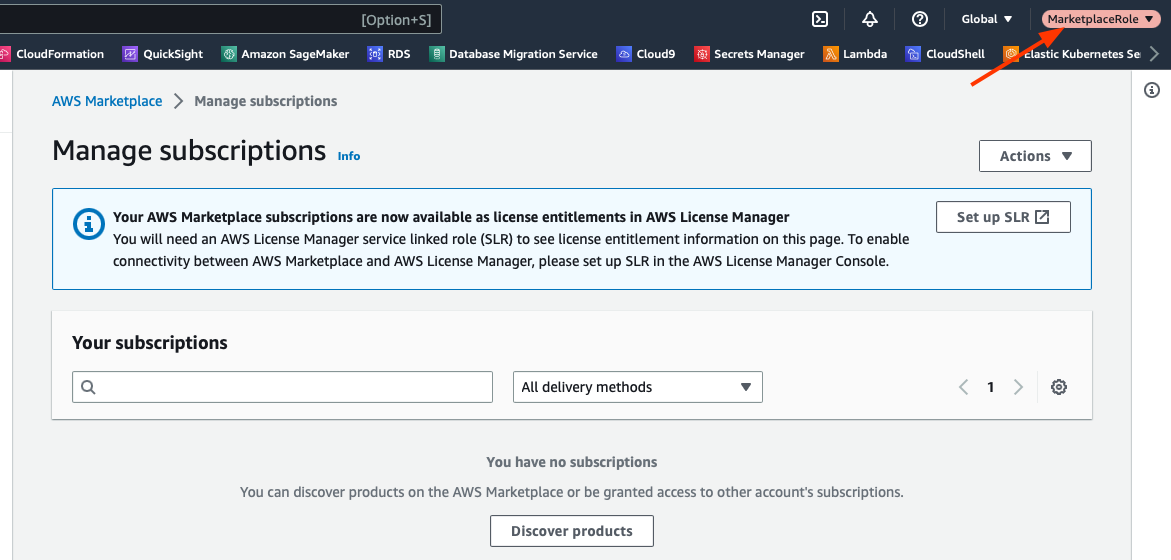 [Option+S]
Global
MarketplaceRole
CloudFormation
QuickSight
Amazon SageMaker
RDS
Database Migration Service
Cloud9
Secrets Manager
Lambda
CloudShell
Elastic Kubernetes Se
AWS Marketplace
Manage subscriptions
Manage subscriptions
Info
Actions
Your AWS Marketplace subscriptions are now available as license entitlements in AWS License Manager
Set up SLR
You will need an AWS License Manager service linked role (SLR) to see license entitlement information on this page. To enable
connectivity between AWS Marketplace and AWS License Manager, please set up SLR in the AWS License Manager Console.
Your subscriptions
All delivery methods
1
You have no subscriptions
You can discover products on the AWS Marketplace or be granted access to other account's subscriptions.
Discover products